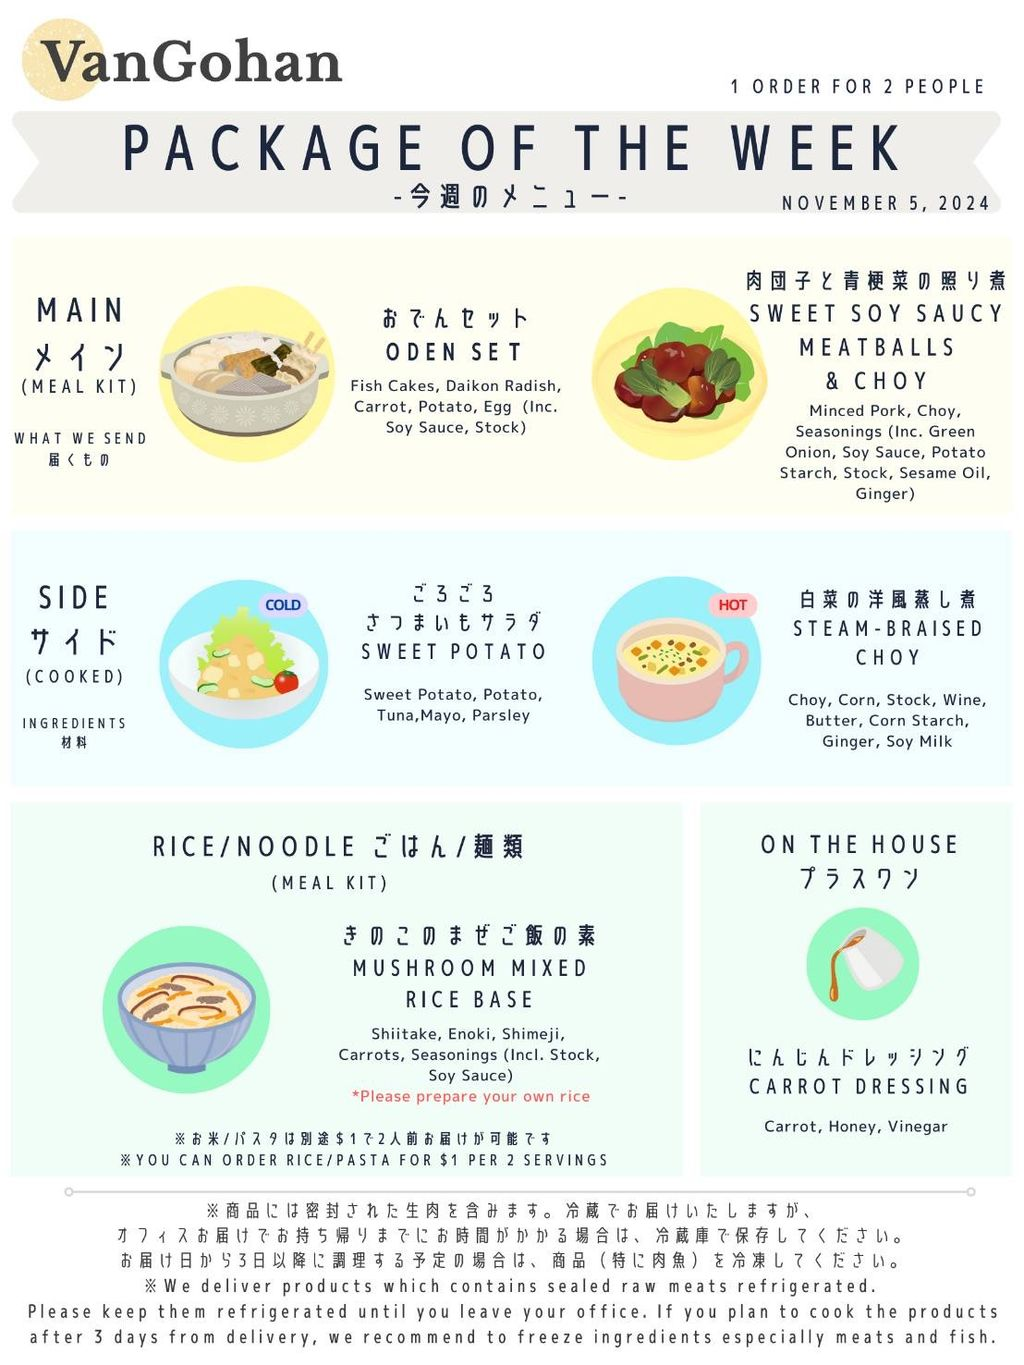 VanGohan
1 ORDER FOR 2 PEOPLE
PACKAGE OF THE WEEK
-今週のメニュー-
NOVEMBER 5, 2024
MAIN
メイン
(MEAL KIT)
WHAT WE SEND
届くもの
おでんセット
ODEN SET
Fish Cakes, Daikon Radish,
Carrot, Potato, Egg (Inc.
Soy Sauce, Stock)
肉団子と青梗菜の照り煮
SWEET SOY SAUCY
MEATBALLS
& CHOY
Minced Pork, Choy,
Seasonings (Inc. Green
Onion, Soy Sauce, Potato
Starch, Stock, Sesame Oil,
Ginger)
SIDE
サイド
(COOKED)
INGREDIENTS
材料
COLD
ごろごろ
さつまいもサラダ
SWEET POTATO
Sweet Potato, Potato,
Tuna,Mayo, Parsley
HOT
白菜の洋風蒸し煮
STEAM-BRAISED
CHOY
Choy, Corn, Stock, Wine,
Butter, Corn Starch,
Ginger, Soy Milk
RICE/NOODLE ごはん/麺類
(MEAL KIT)
きのこのまぜご飯の素
MUSHROOM MIXED
RICE BASE
Shiitake, Enoki, Shimeji,
Carrots, Seasonings (Incl. Stock,
Soy Sauce)
*Please prepare your own rice
※お米/パスタは別途$1で2人前お届けが可能です
※YOU CAN ORDER RICE/PASTA FOR $1 PER 2 SERVINGS
ON THE HOUSE
プラスワン
にんじんドレッシング
CARROT DRESSING
Carrot, Honey, Vinegar
※商品には密封された生肉を含みます。冷蔵でお届けいたしますが、
オフィスお届けでお持ち帰りまでにお時間がかかる場合は、冷蔵庫で保存してください。
お届け日から3日以降に調理する予定の場合は、商品（特に肉魚）を冷凍してください。
※We deliver products which contains sealed raw meats refrigerated.
Please keep them refrigerated until you leave your office. If you plan to cook the products
after 3 days from delivery, we recommend to freeze ingredients especially meats and fish.